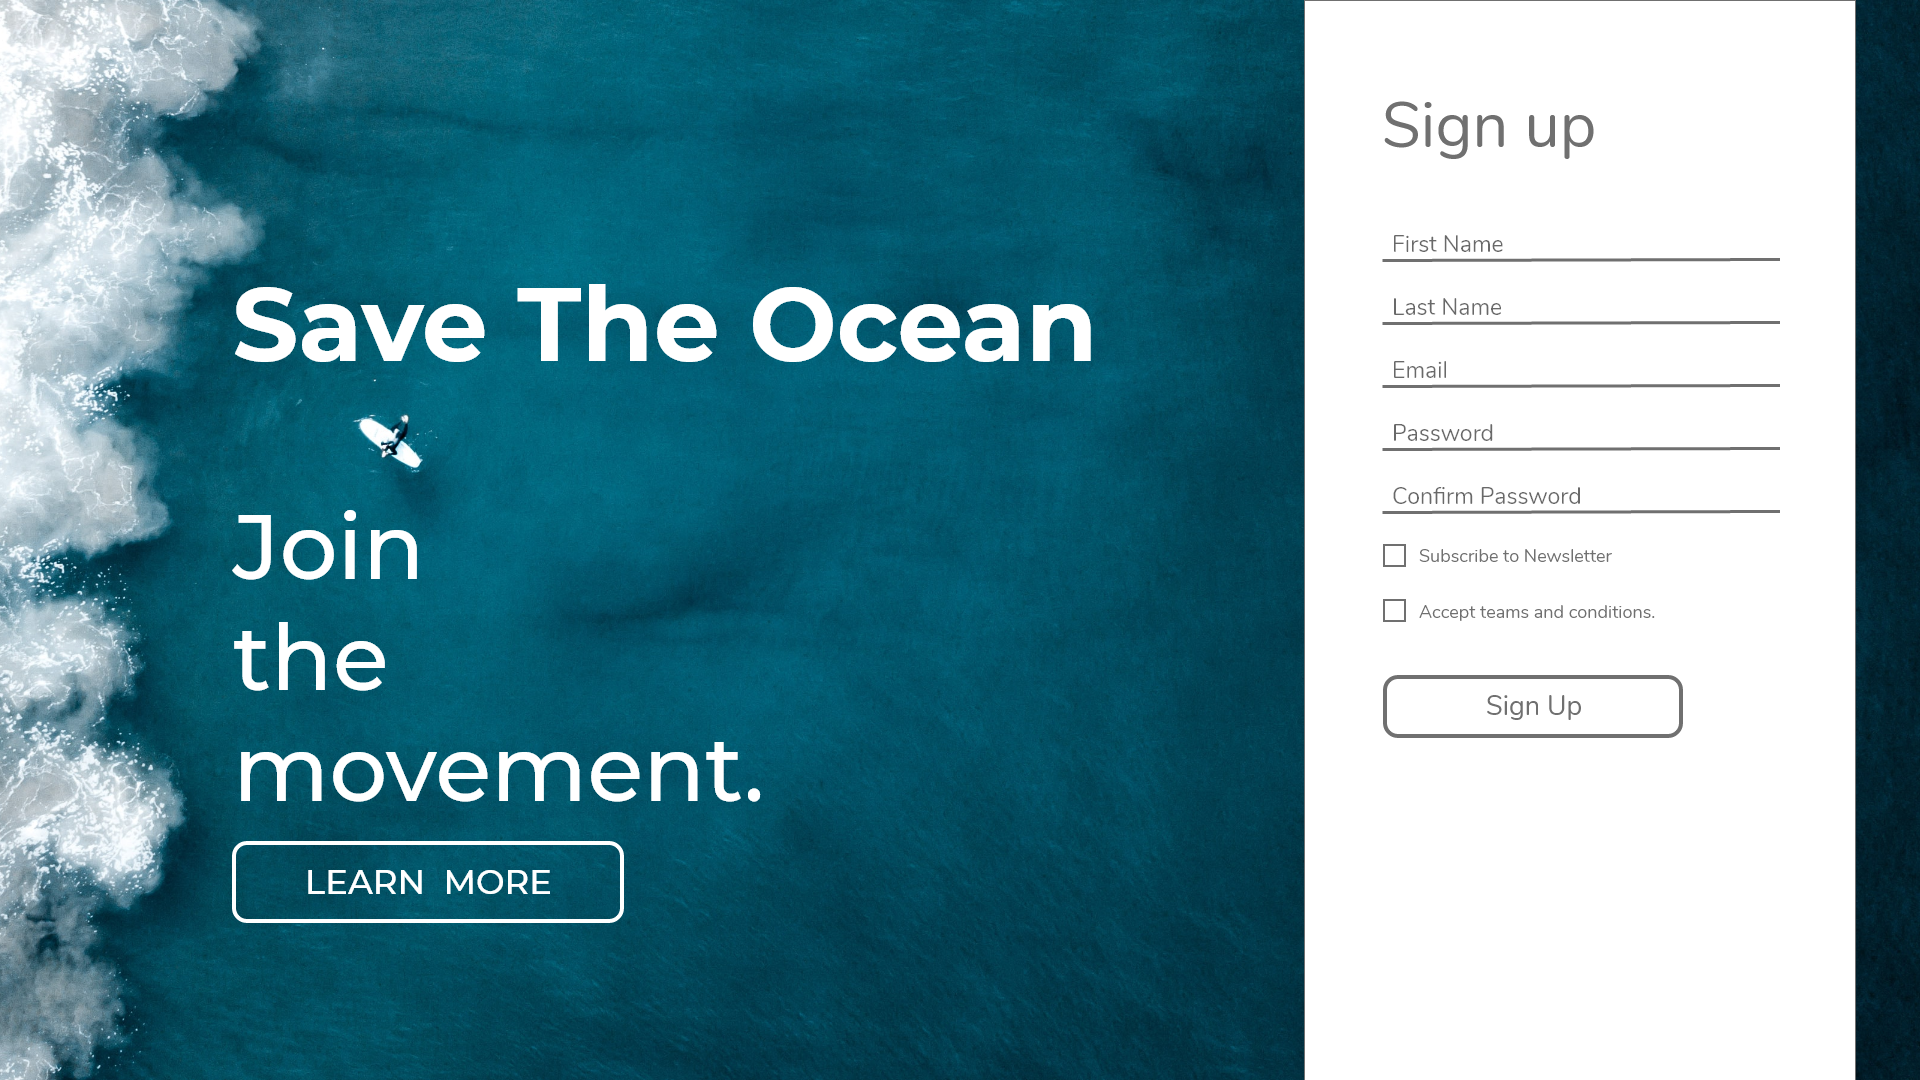 Save The Ocean
Join
the
movement.
LEARN MORE
Sign up
First Name
Last Name
Email
Password
Confirm Password
Subscribe to Newsletter
Accept teams and conditions.
Sign Up